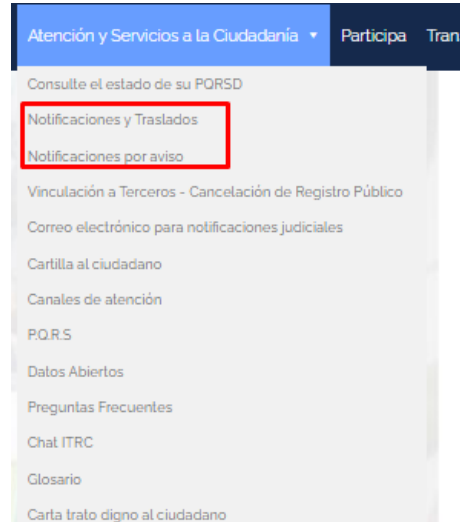 Atención y Servicios a la Ciudadanía Participa Tran
Consulte el estado de su PQRSD
Notificaciones y Traslados
Notificaciones por aviso
Vinculación a Terceros - Cancelación de Registro Público
Correo electrónico para notificaciones judiciales
Cartilla al ciudadano
Canales de atención
P.Q.R.S
Datos Abiertos
Preguntas Frecuentes
Chat ITRC
Glosario
Carta trato digno al ciudadano